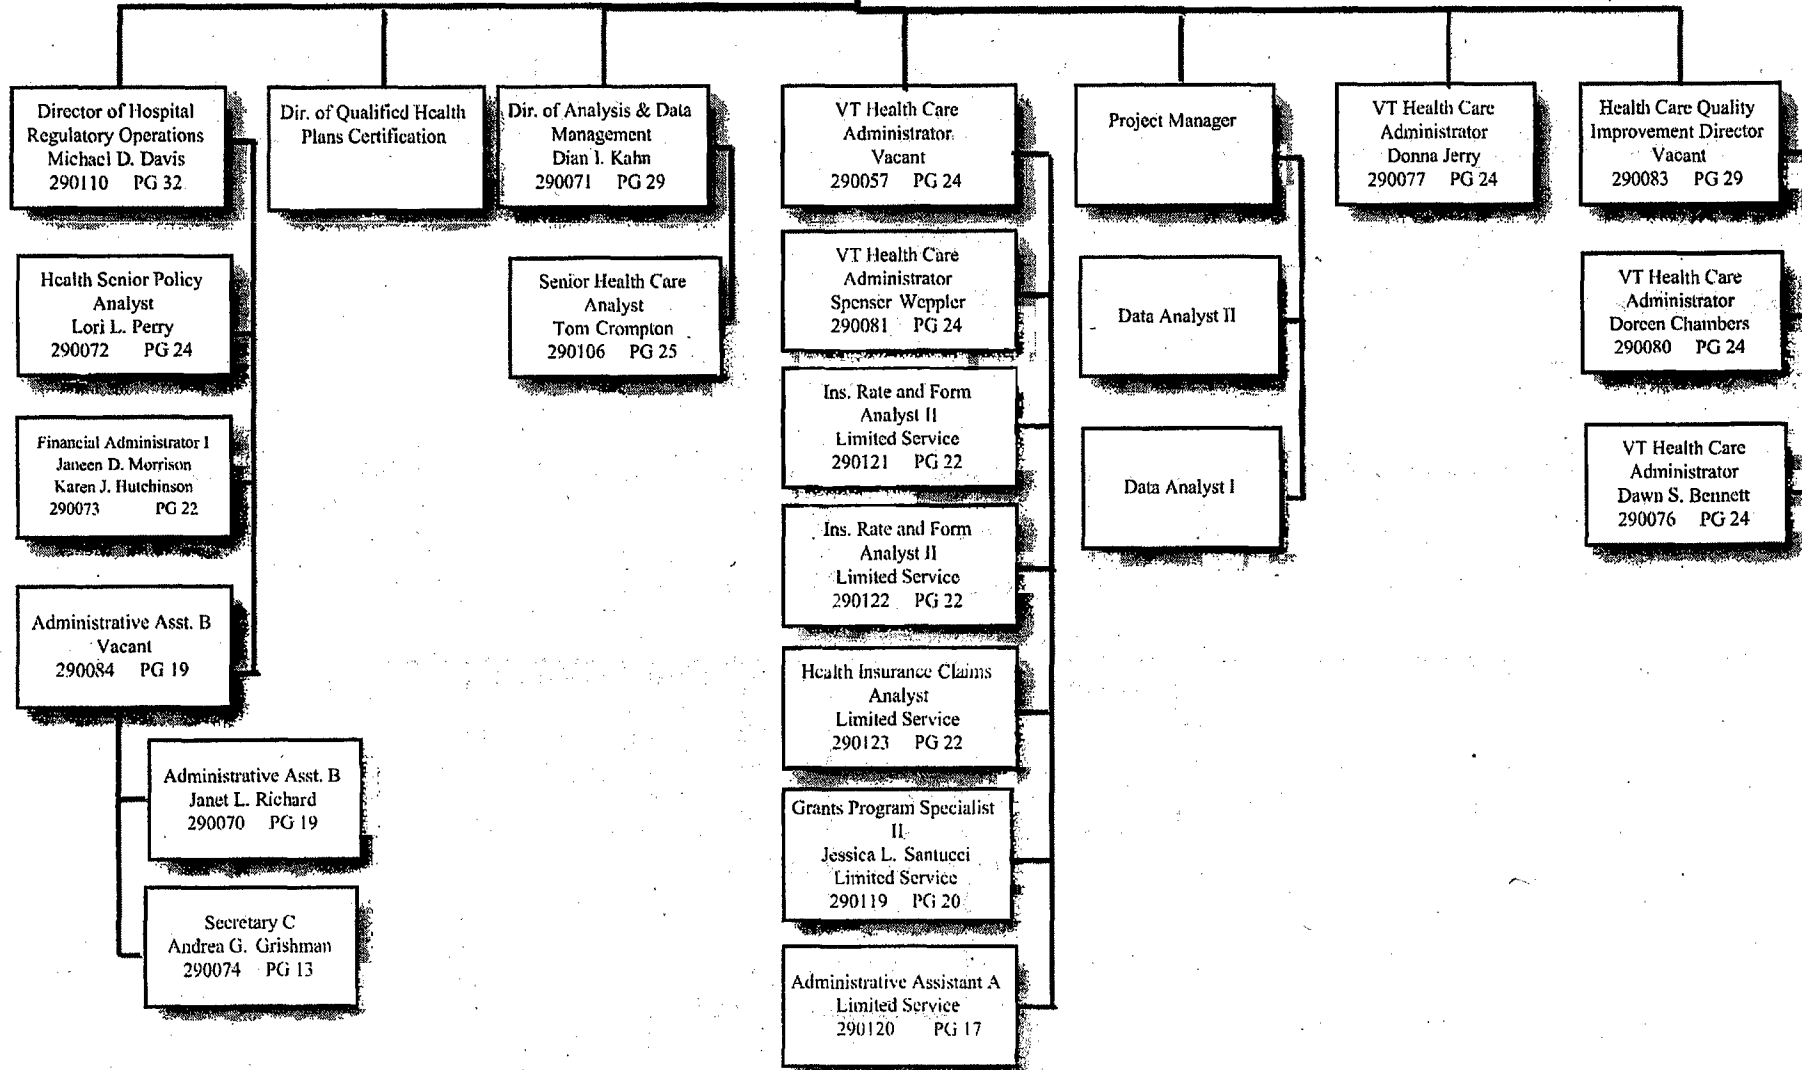 Director of Hospital
Regulatory Operations
Michael D. Davis
290110 PG 32
Dir. of Qualified Health
Plans Certification
Dir. of Analysis & Data
Management
Dian I. Kahn
290071 PG 29
VT Health Care
Administrator
Vacant
290057 PG 24
Project Manager
VT Health Care
Administrator
Donna Jerry
290077 PG 24
Health Care Quality
Improvement Director
Vacant
290083 PG 29
Health Senior Policy
Analyst
Lori L. Perry
290072 PG 24
Senior Health Care
Analyst
Tom Crompton
290106 PG 25
VT Health Care
Administrator
Spenser Weppler
290081 PG 24
Data Analyst II
VT Health Care
Administrator
Doreen Chambers
290080 PG 24
Financial Administrator I
Janeen D. Morrison
Karen J. Hutchinson
290073 PG 22
Ins. Rate and Form
Analyst II
Limited Service
290121 PG 22
Data Analyst I
VT Health Care
Administrator
Dawn S. Bennett
290076 PG 24
Administrative Asst. B
Vacant
290084 PG 19
Ins. Rate and Form
Analyst II
Limited Service
290122 PG 22
Health Insurance Claims
Analyst
Limited Service
290123 PG 22
Administrative Asst. B
Janet L. Richard
290070 PG 19
Grants Program Specialist
II
Jessica L. Santucci
Limited Service
290119 PG 20
Secretary C
Andrea G. Grishman
290074 PG 13
Administrative Assistant A
Limited Service
290120 PG 17